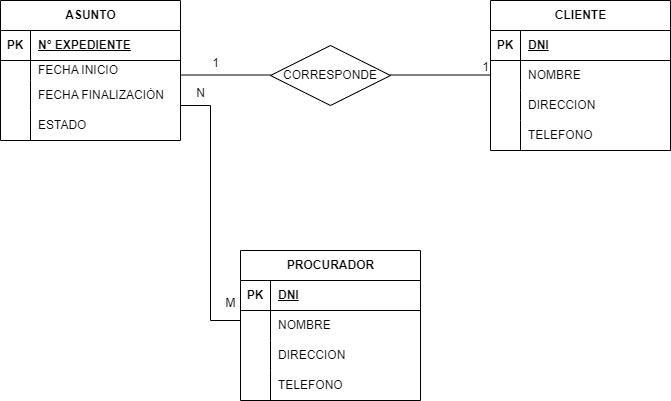 ASUNTO
PK N° EXPEDIENTE
FECHA INICIO
FECHA FINALIZACIÓN
ESTADO
1
CORRESPONDE
1
CLIENTE
PK DNI
NOMBRE
DIRECCION
TELEFONO
N
M
PROCURADOR
PK DNI
NOMBRE
DIRECCION
TELEFONO